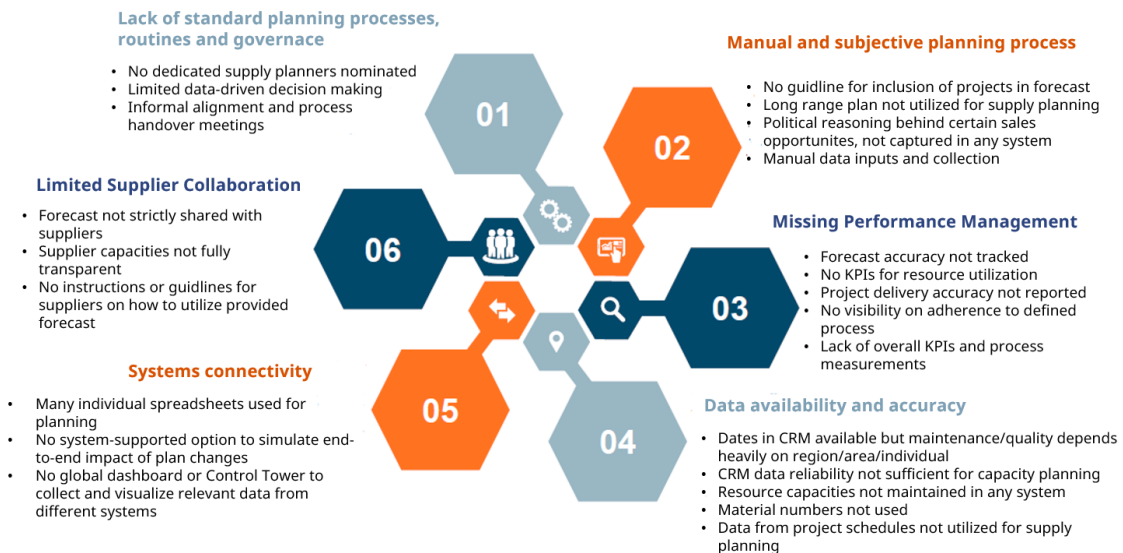 Lack of standard planning processes,
routines and governace
• No dedicated supply planners nominated
• Limited data-driven decision making
• Informal alignment and process
handover meetings
01
Manual and subjective planning process
• No guidline for inclusion of projects in forecast
• Long range plan not utilized for supply planning
• Political reasoning behind certain sales
opportunites, not captured in any system
• Manual data inputs and collection
02
Missing Performance Management
• Forecast accuracy not tracked
• No KPIs for resource utilization
• Project delivery accuracy not reported
• No visibility on adherence to defined
process
• Lack of overall KPIs and process
measurements
03
Data availability and accuracy
• Dates in CRM available but maintenance/quality depends
heavily on region/area/individual
• CRM data reliability not sufficient for capacity planning
• Resource capacities not maintained in any system
• Material numbers not used
• Data from project schedules not utilized for supply
planning
04
Systems connectivity
• Many individual spreadsheets used for
planning
• No system-supported option to simulate end-
to-end impact of plan changes
• No global dashboard or Control Tower to
collect and visualize relevant data from
different systems
05
Limited Supplier Collaboration
• Forecast not strictly shared with
suppliers
• Supplier capacities not fully
transparent
• No instructions or guidlines for
suppliers on how to utilize provided
forecast
06